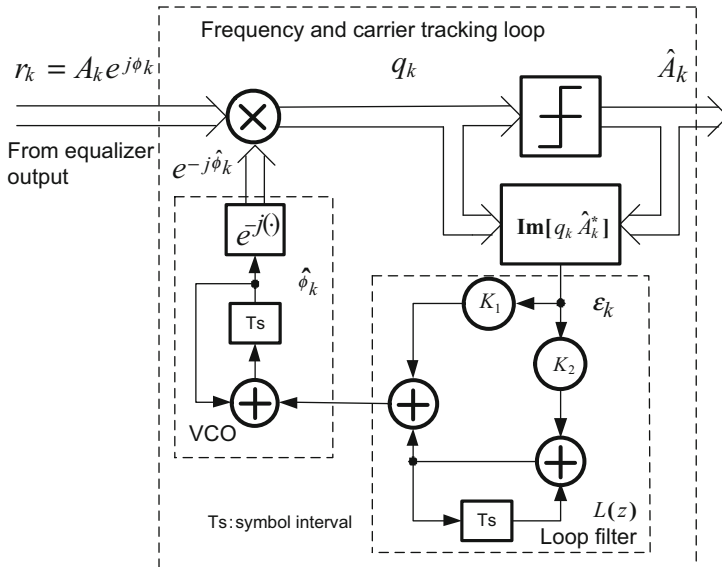 Frequency and carrier tracking loop
r_k = A_k e^{jϕ_k}
q_k
Â_k
From equalizer
output
e^{-jϕ̂_k}
e^{-j(·)}
Im[q_k Â_k^*]
ϕ̂_k
K_1
ε_k
Ts
K_2
VCO
Ts
L(z)
Ts:symbol interval
Loop filter